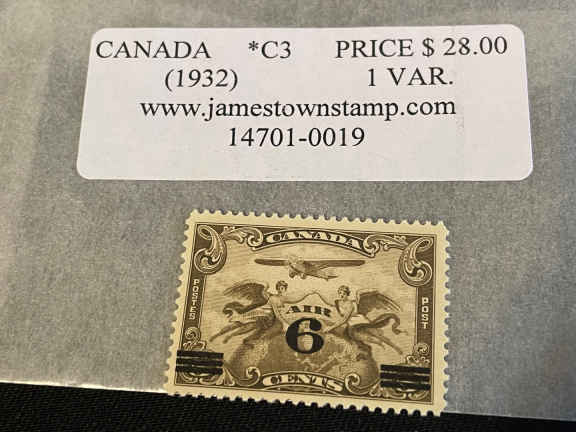 CANADA *C3 PRICE $ 28.00
(1932) 1 VAR.
www.jamestownstamp.com
14701-0019
CANADA
POSTES
POST
AIR
6
CENTS